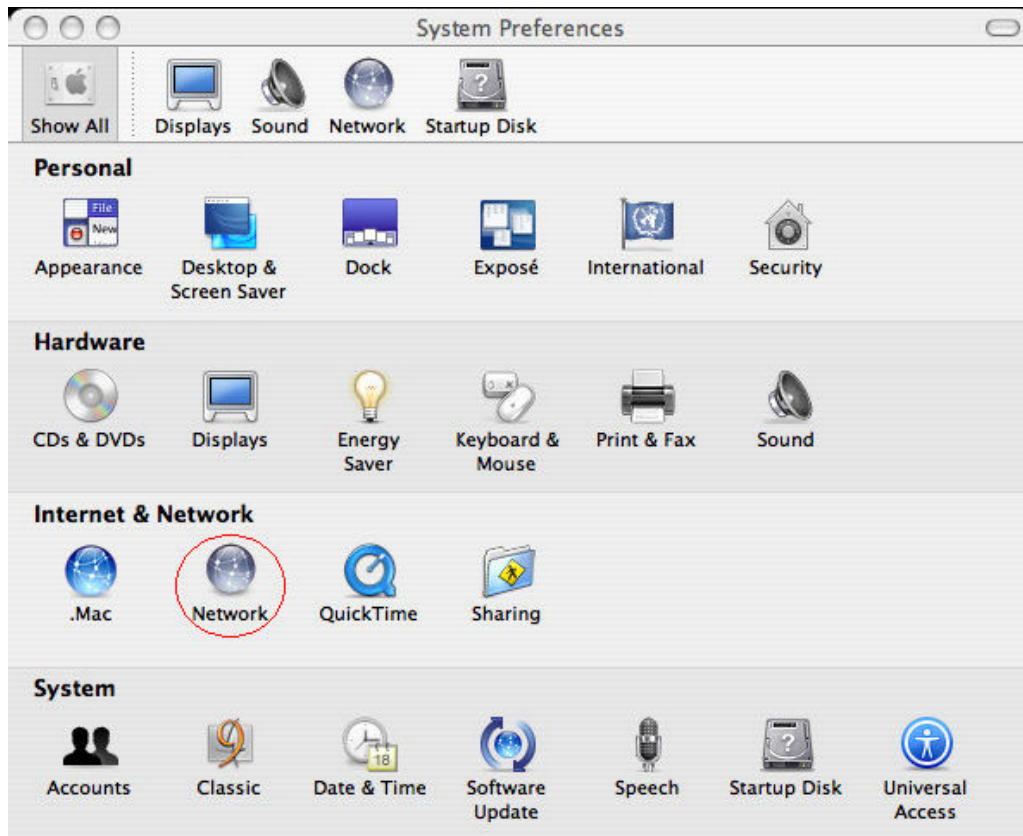 System Preferences
Show All Displays Sound Network Startup Disk
Personal
File
New
Appearance Desktop & Screen Saver Dock Exposé International Security
Hardware
CDs & DVDs Displays Energy Saver Keyboard & Mouse Print & Fax Sound
Internet & Network
.Mac Network QuickTime Sharing
System
18
Accounts Classic Date & Time Software Update Speech Startup Disk Universal Access